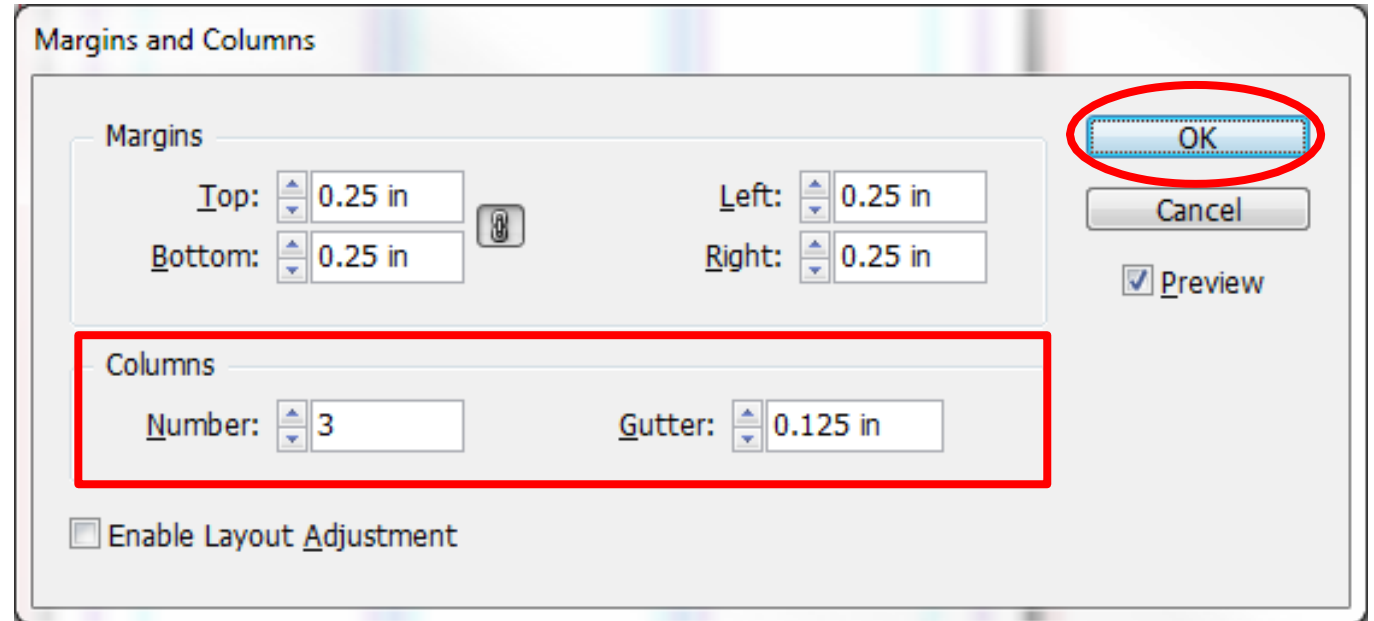 Margins and Columns
Margins
OK
Top: 0.25 in Left: 0.25 in
Cancel
Bottom: 0.25 in Right: 0.25 in
Preview
Columns
Number: 3 Gutter: 0.125 in
Enable Layout Adjustment